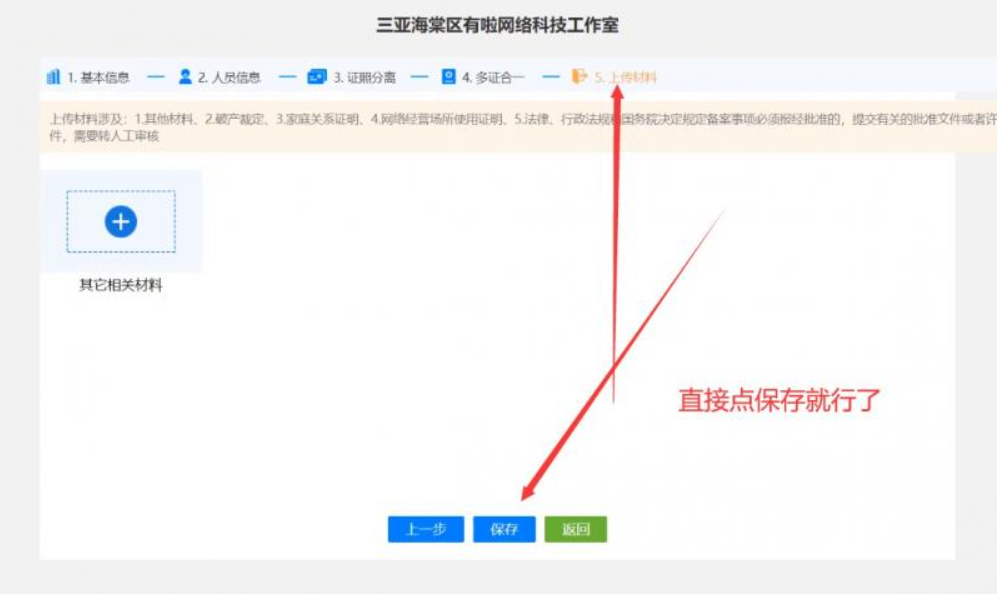 三亚海棠区有啦网络科技工作室
1. 基本信息 — 2. 人员信息 — 3. 证照分离 — 4. 多证合一 — 5. 上传材料
上传材料涉及：1.其他材料、2.破产裁定、3.家庭关系证明、4.网络经营场所使用证明、5.法律、行政法规和国务院决定规定备案事项必须报经批准的，提交有关的批准文件或者许
件，需要转人工审核
其它相关材料
直接点保存就行了
上一步 保存 返回